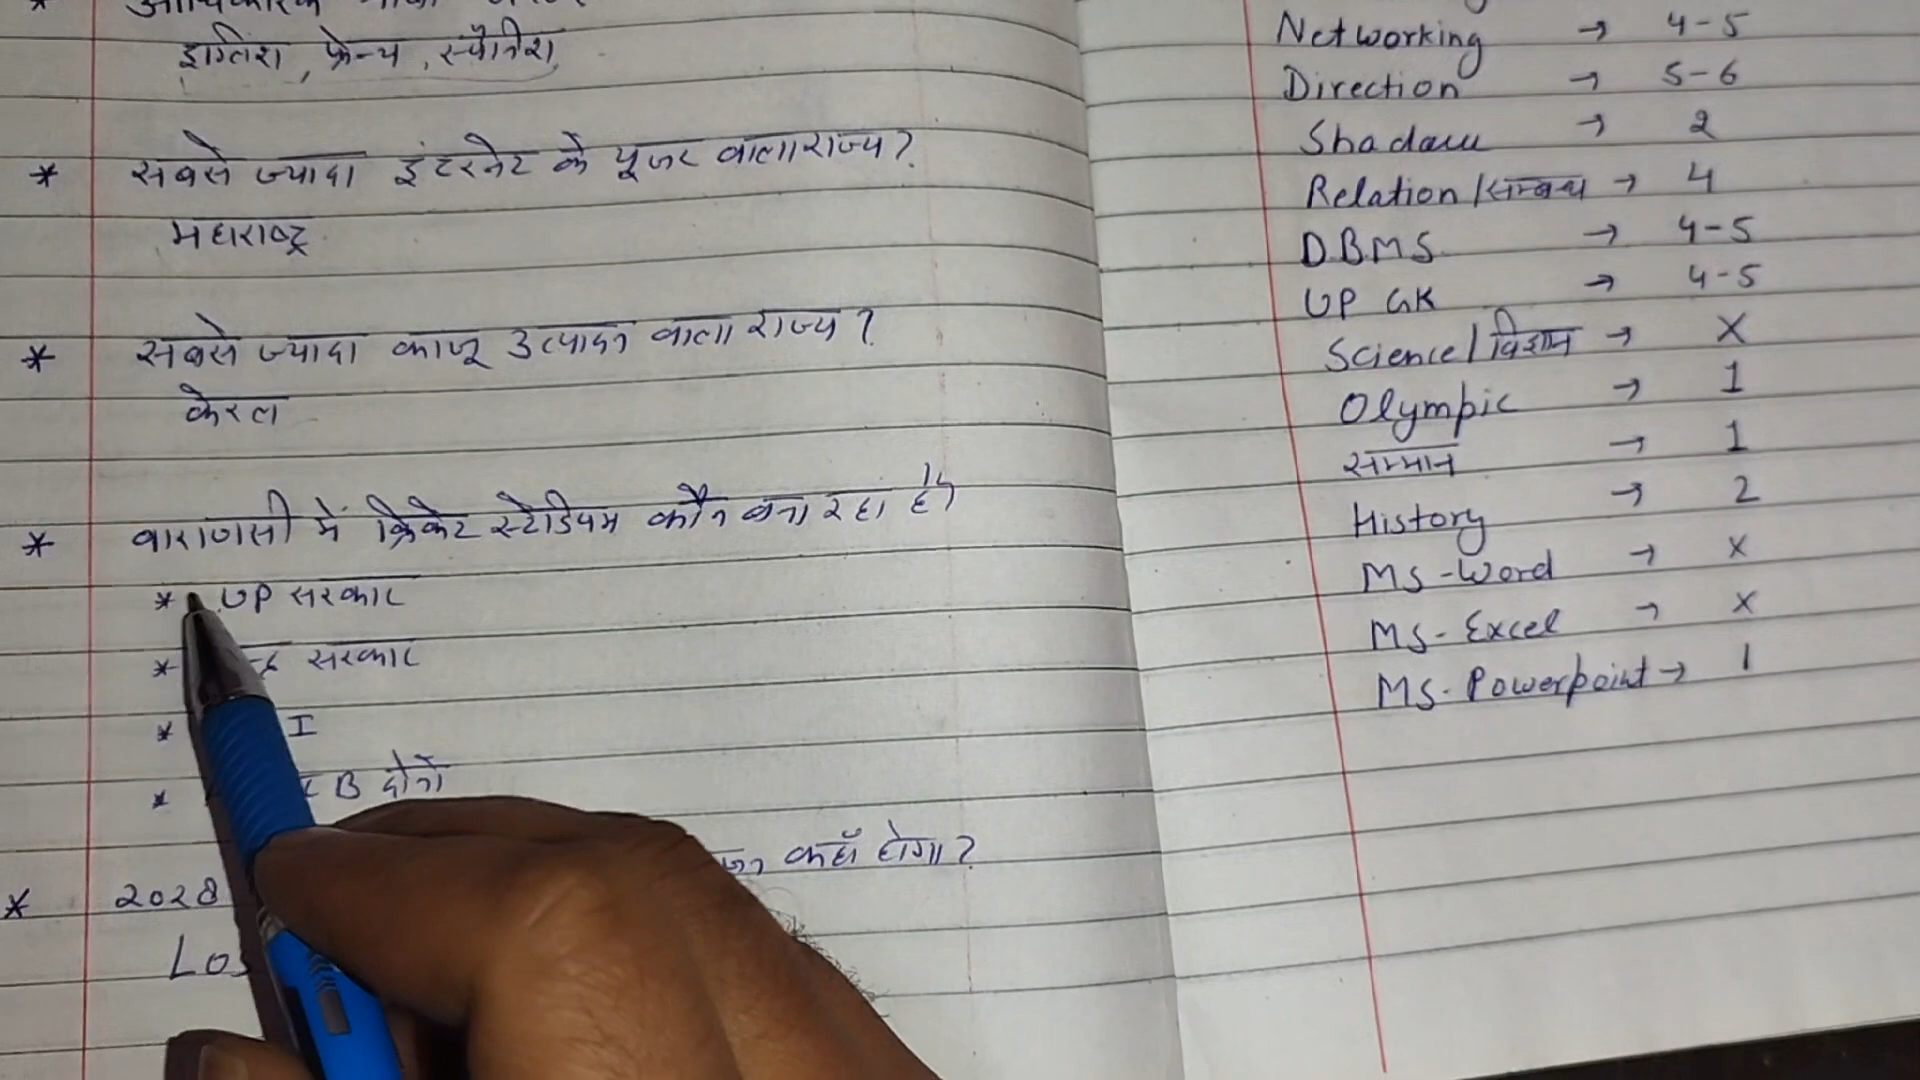 इंग्लिश, फ्रेन्च, स्पैनिश
* सबसे ज्यादा इंटरनेट के यूजर वाला राज्य?
महाराष्ट्र
* सबसे ज्यादा काजू उत्पादन वाला राज्य?
केरल
* वाराणसी में क्रिकेट स्टेडियम कौन बना रहा है?
* UP सरकार
* सरकार
* I
* B दोनों
* 2028 कहाँ होगा?
Los
Networking → 4-5
Direction → 5-6
Shadow → 2
Relation/सम्बन्ध → 4
DBMS → 4-5
UP GK → 4-5
Science/विज्ञान → X
Olympic → 1
सम्मान → 1
History → 2
MS-Word → X
MS-Excel → X
MS-Powerpoint → 1